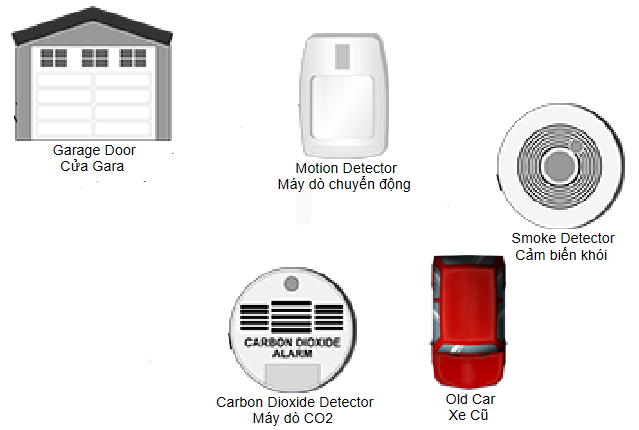 Garage Door
Cửa Gara
Motion Detector
Máy dò chuyển động
Smoke Detector
Cảm biến khói
CARBON DIOXIDE
ALARM
Carbon Dioxide Detector
Máy dò CO2
Old Car
Xe Cũ